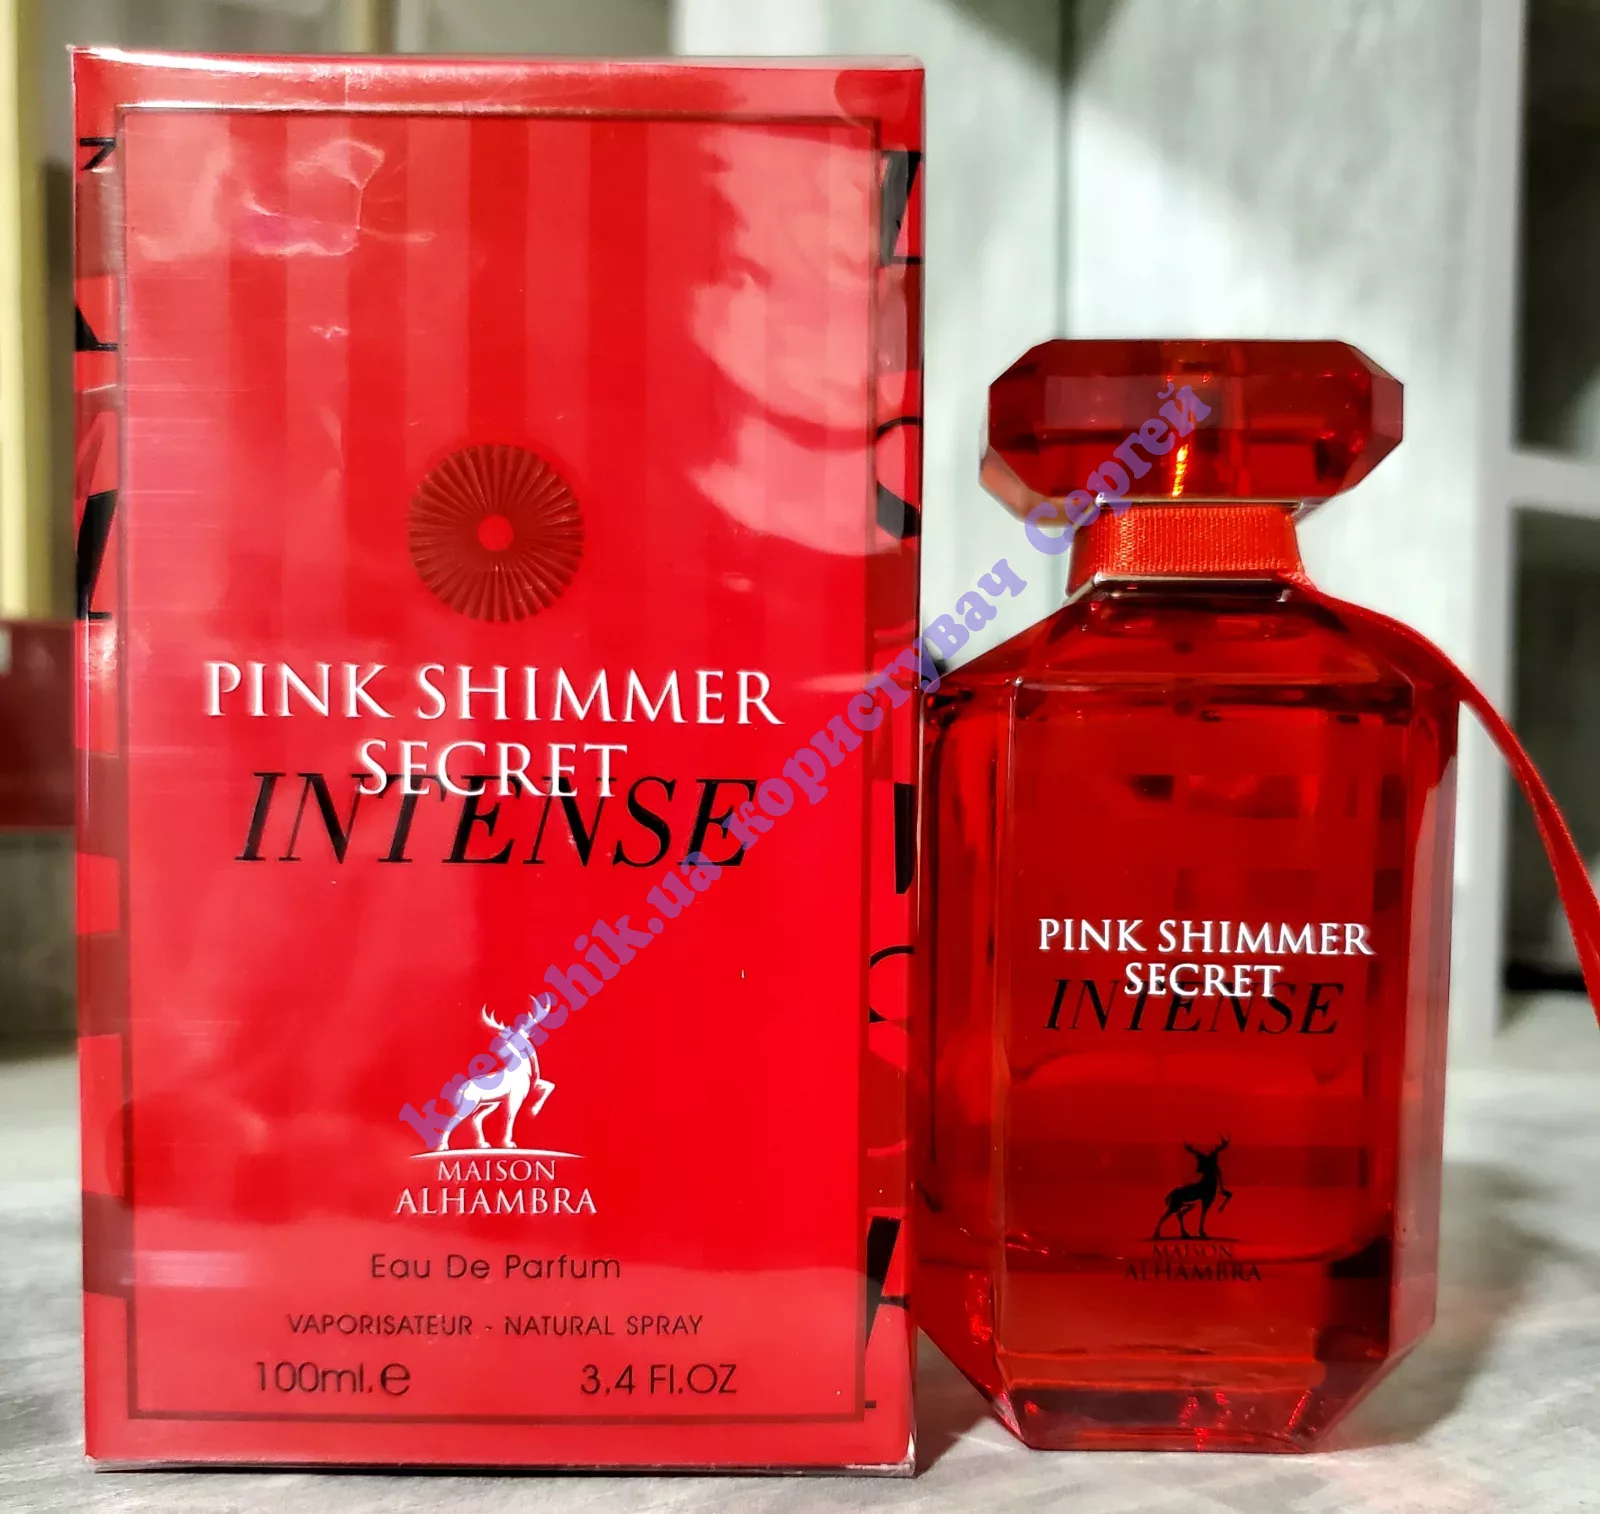 PINK SHIMMER
SECRET
INTENSE
MAISON
ALHAMBRA
Eau De Parfum
VAPORISATEUR - NATURAL SPRAY
100ml.e 3.4 Fl.OZ
PINK SHIMMER
SECRET
INTENSE
MAISON
ALHAMBRA
kremchik.ua користувач Сергей